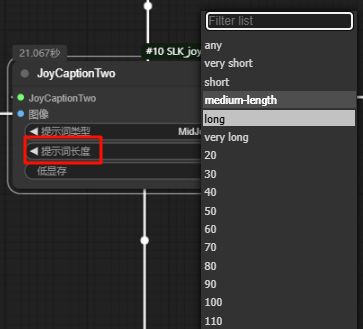 21.067秒
#10 SLK_joy
JoyCaptionTwo
JoyCaptionTwo
图像
提示词类型
提示词长度
低显存
Filter list
any
very short
short
medium-length
long
very long
20
30
40
50
60
70
80
90
100
110